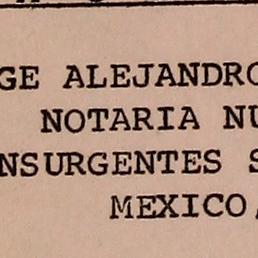 GE ALEJANDRO
NOTARIA NU
NSURGENTES S
MEXICO,